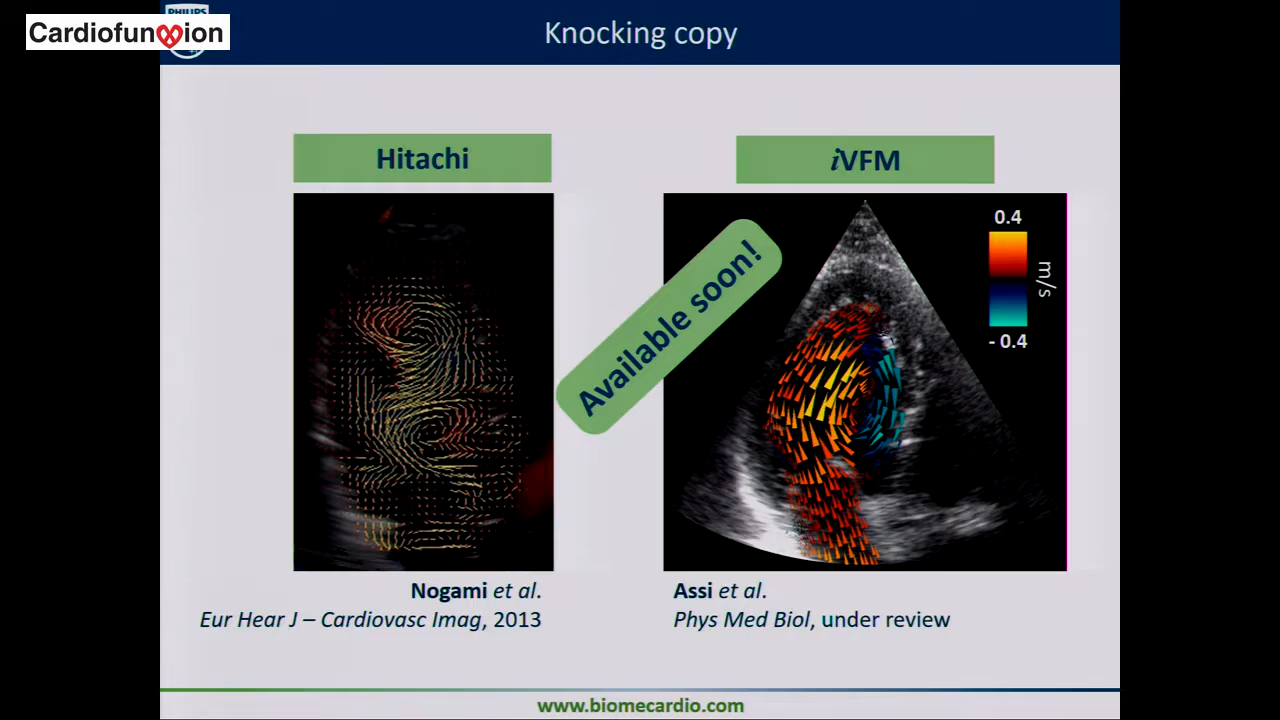 PHILIPS
CardiofunXion
Knocking copy
Hitachi
iVFM
Available soon!
0.4
m/s
- 0.4
Nogami et al.
Eur Hear J – Cardiovasc Imag, 2013
Assi et al.
Phys Med Biol, under review
www.biomecardio.com